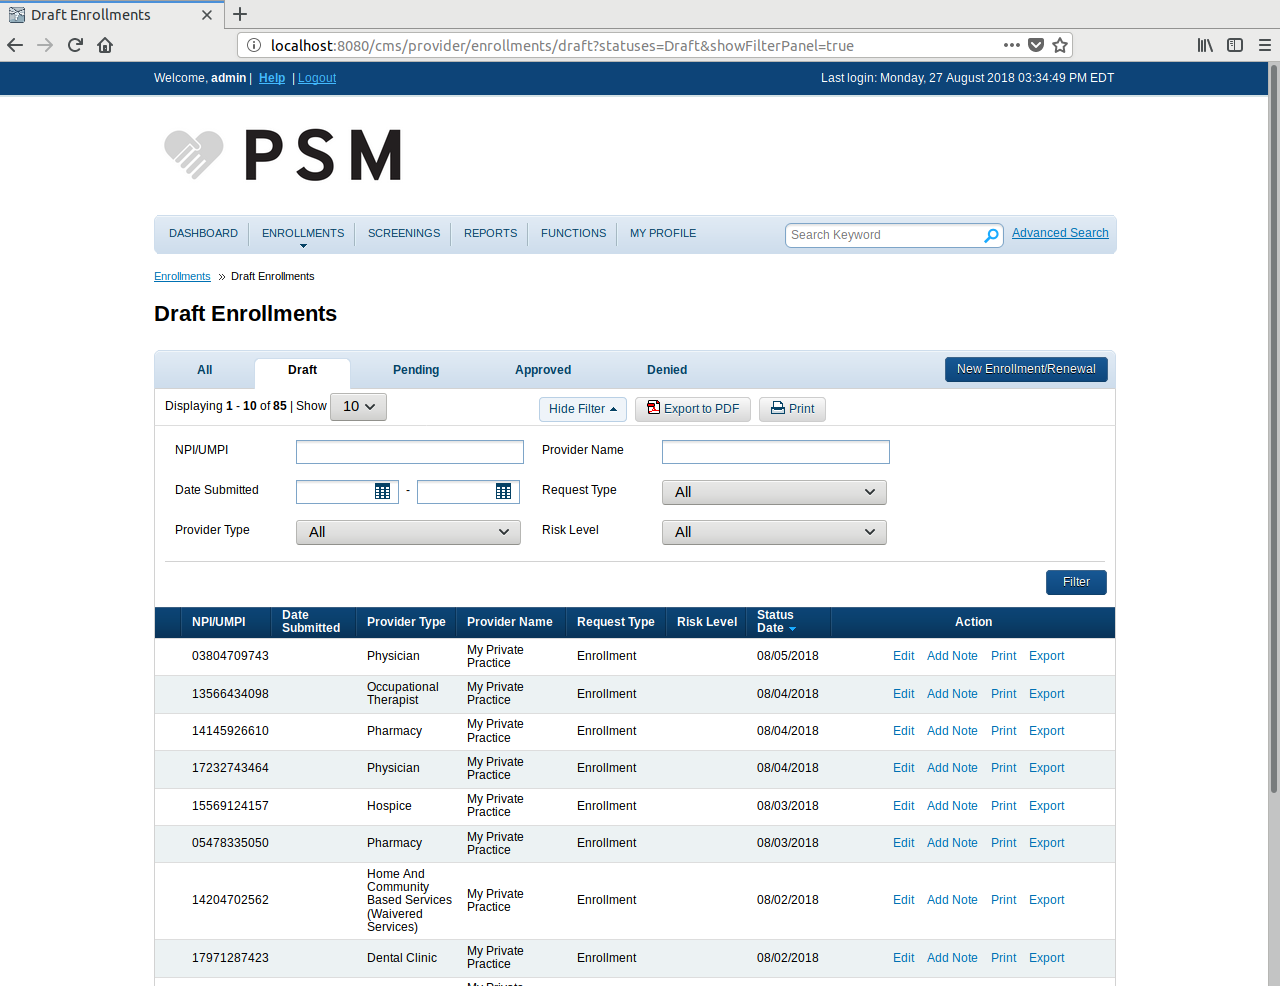 Draft Enrollments
localhost:8080/cms/provider/enrollments/draft?statuses=Draft&showFilterPanel=true
Welcome, admin | Help | Logout
Last login: Monday, 27 August 2018 03:34:49 PM EDT
PSM
DASHBOARD ENROLLMENTS SCREENINGS REPORTS FUNCTIONS MY PROFILE
Search Keyword
Advanced Search
Enrollments » Draft Enrollments
Draft Enrollments
All Draft Pending Approved Denied
New Enrollment/Renewal
Displaying 1 - 10 of 85 | Show 10
Hide Filter Export to PDF Print
NPI/UMPI Provider Name
Date Submitted - Request Type All
Provider Type All Risk Level All
Filter
NPI/UMPI Date Submitted Provider Type Provider Name Request Type Risk Level Status Date Action
03804709743 Physician My Private Practice Enrollment 08/05/2018 Edit Add Note Print Export
13566434098 Occupational Therapist My Private Practice Enrollment 08/04/2018 Edit Add Note Print Export
14145926610 Pharmacy My Private Practice Enrollment 08/04/2018 Edit Add Note Print Export
17232743464 Physician My Private Practice Enrollment 08/04/2018 Edit Add Note Print Export
15569124157 Hospice My Private Practice Enrollment 08/03/2018 Edit Add Note Print Export
05478335050 Pharmacy My Private Practice Enrollment 08/03/2018 Edit Add Note Print Export
14204702562 Home And Community Based Services (Waivered Services) My Private Practice Enrollment 08/02/2018 Edit Add Note Print Export
17971287423 Dental Clinic My Private Practice Enrollment 08/02/2018 Edit Add Note Print Export
My Private